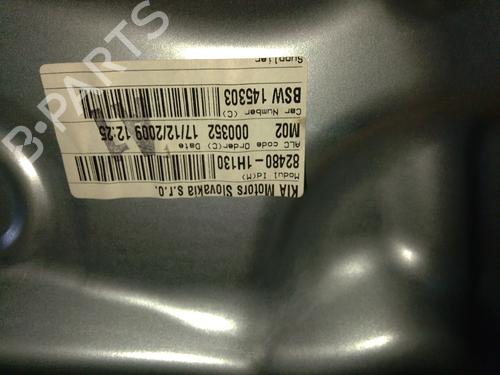 KIA Motors Slovakia s.r.o.
Modul Id(M)
82480-1H130
ALC code Order(C) Date
M02 000352 17/12/2009 12:25
Car Number (C)
BSW 145303
Supplier
B-PARTS